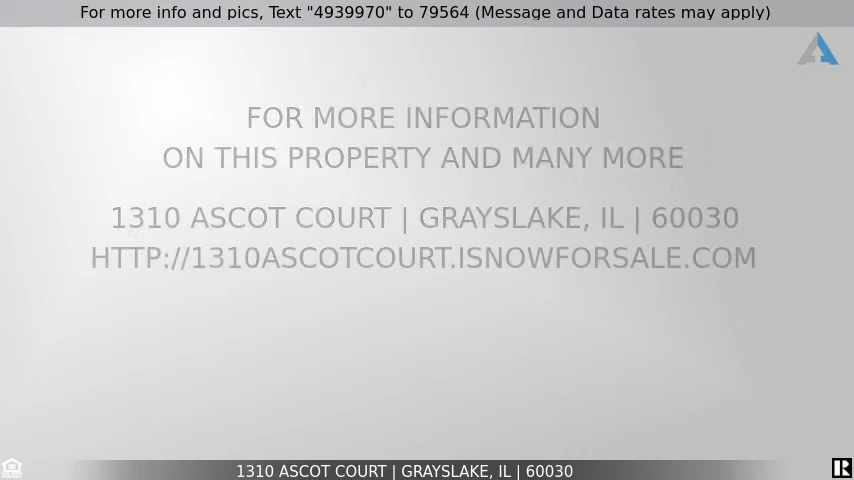 For more info and pics, Text "4939970" to 79564 (Message and Data rates may apply)
FOR MORE INFORMATION
ON THIS PROPERTY AND MANY MORE
1310 ASCOT COURT | GRAYSLAKE, IL | 60030
HTTP://1310ASCOTCOURT.ISNOWFORSALE.COM
1310 ASCOT COURT | GRAYSLAKE, IL | 60030